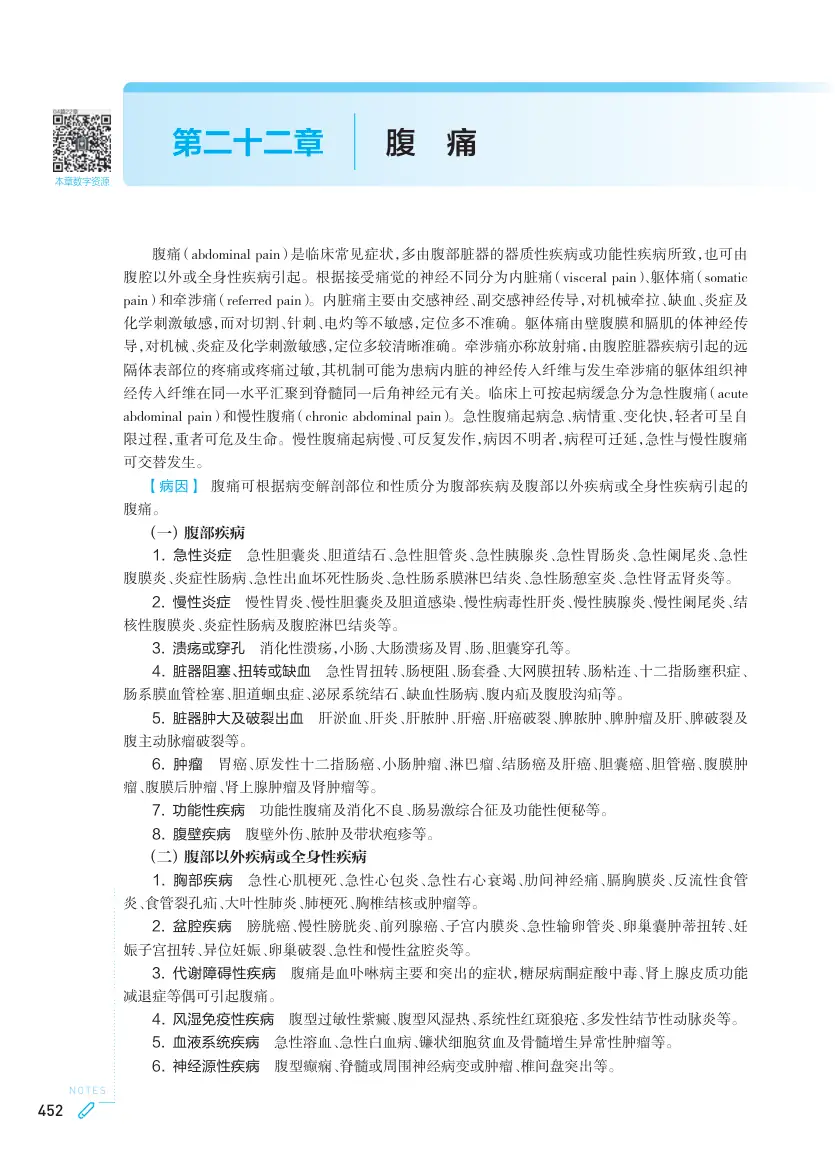 本章数字资源
第二十二章 腹 痛
腹痛（abdominal pain）是临床常见症状，多由腹部脏器的器质性疾病或功能性疾病所致，也可由
腹腔以外或全身性疾病引起。根据接受痛觉的神经不同分为内脏痛（visceral pain）、躯体痛（somatic
pain）和牵涉痛（referred pain）。内脏痛主要由交感神经、副交感神经传导，对机械牵拉、缺血、炎症及
化学刺激敏感，而对切割、针刺、电灼等不敏感，定位多不准确。躯体痛由壁腹膜和膈肌的体神经传
导，对机械、炎症及化学刺激敏感，定位多较清晰准确。牵涉痛亦称放射痛，由腹腔脏器疾病引起的远
隔体表部位的疼痛或疼痛过敏，其机制可能为患病内脏的神经传入纤维与发生牵涉痛的躯体组织神
经传入纤维在同一水平汇聚到脊髓同一后角神经元有关。临床上可按起病缓急分为急性腹痛（acute
abdominal pain）和慢性腹痛（chronic abdominal pain）。急性腹痛起病急、病情重、变化快，轻者可呈自
限过程，重者可危及生命。慢性腹痛起病慢、可反复发作，病因不明者，病程可迁延，急性与慢性腹痛
可交替发生。
【病因】 腹痛可根据病变解剖部位和性质分为腹部疾病及腹部以外疾病或全身性疾病引起的
腹痛。
（一）腹部疾病
1. 急性炎症 急性胆囊炎、胆道结石、急性胆管炎、急性胰腺炎、急性胃肠炎、急性阑尾炎、急性
腹膜炎、炎症性肠病、急性出血坏死性肠炎、急性肠系膜淋巴结炎、急性肠憩室炎、急性肾盂肾炎等。
2. 慢性炎症 慢性胃炎、慢性胆囊炎及胆道感染、慢性病毒性肝炎、慢性胰腺炎、慢性阑尾炎、结
核性腹膜炎、炎症性肠病及腹腔淋巴结炎等。
3. 溃疡或穿孔 消化性溃疡，小肠、大肠溃疡及胃、肠、胆囊穿孔等。
4. 脏器阻塞、扭转或缺血 急性胃扭转、肠梗阻、肠套叠、大网膜扭转、肠粘连、十二指肠壅积症、
肠系膜血管栓塞、胆道蛔虫症、泌尿系统结石、缺血性肠病、腹内疝及腹股沟疝等。
5. 脏器肿大及破裂出血 肝淤血、肝炎、肝脓肿、肝癌、肝癌破裂、脾脓肿、脾肿瘤及肝、脾破裂及
腹主动脉瘤破裂等。
6. 肿瘤 胃癌、原发性十二指肠癌、小肠肿瘤、淋巴瘤、结肠癌及肝癌、胆囊癌、胆管癌、腹膜肿
瘤、腹膜后肿瘤、肾上腺肿瘤及肾肿瘤等。
7. 功能性疾病 功能性腹痛及消化不良、肠易激综合征及功能性便秘等。
8. 腹壁疾病 腹壁外伤、脓肿及带状疱疹等。
（二）腹部以外疾病或全身性疾病
1. 胸部疾病 急性心肌梗死、急性心包炎、急性右心衰竭、肋间神经痛、膈胸膜炎、反流性食管
炎、食管裂孔疝、大叶性肺炎、肺梗死、胸椎结核或肿瘤等。
2. 盆腔疾病 膀胱癌、慢性膀胱炎、前列腺癌、子宫内膜炎、急性输卵管炎、卵巢囊肿蒂扭转、妊
娠子宫扭转、异位妊娠、卵巢破裂、急性和慢性盆腔炎等。
3. 代谢障碍性疾病 腹痛是血卟啉病主要和突出的症状，糖尿病酮症酸中毒、肾上腺皮质功能
减退症等偶可引起腹痛。
4. 风湿免疫性疾病 腹型过敏性紫癜、腹型风湿热、系统性红斑狼疮、多发性结节性动脉炎等。
5. 血液系统疾病 急性溶血、急性白血病、镰状细胞贫血及骨髓增生异常性肿瘤等。
6. 神经源性疾病 腹型癫痫、脊髓或周围神经病变或肿瘤、椎间盘突出等。
NOTES
452